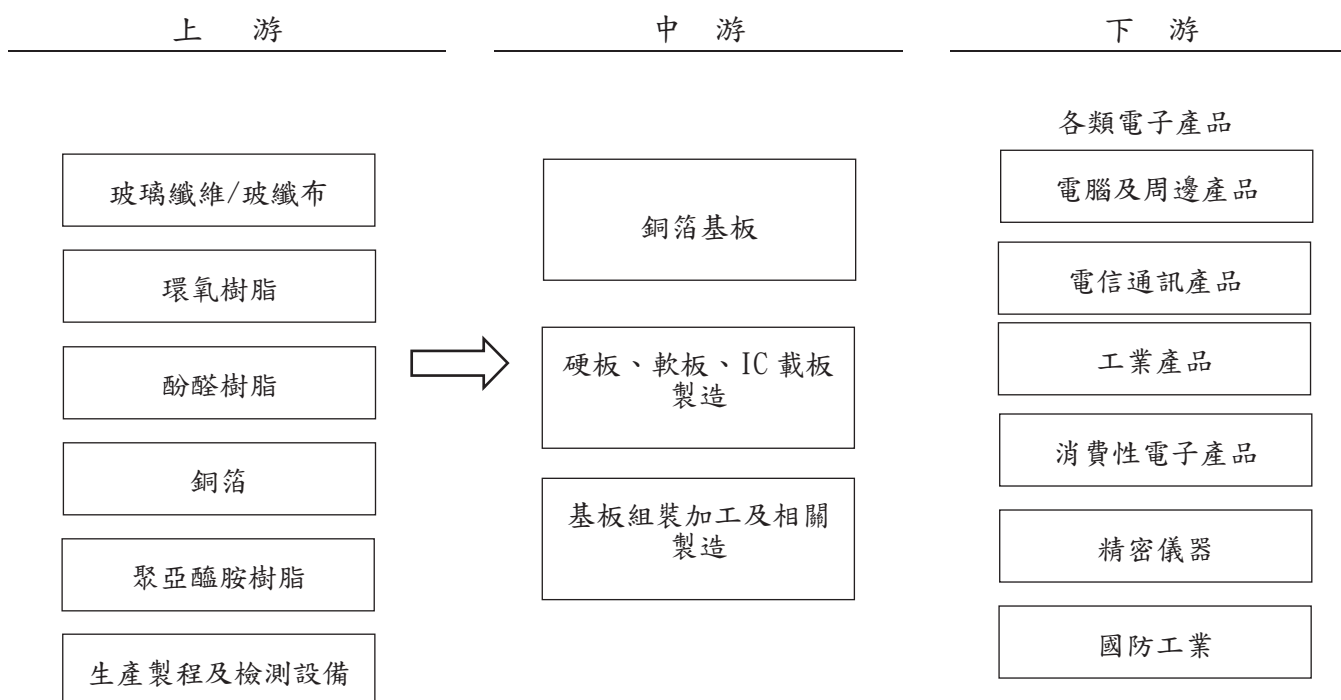 上 游
玻璃纖維/玻纖布
環氧樹脂
酚醛樹脂
銅箔
聚亞醯胺樹脂
生產製程及檢測設備
中 游
銅箔基板
硬板、軟板、IC 載板
製造
基板組裝加工及相關
製造
下 游
各類電子產品
電腦及周邊產品
電信通訊產品
工業產品
消費性電子產品
精密儀器
國防工業